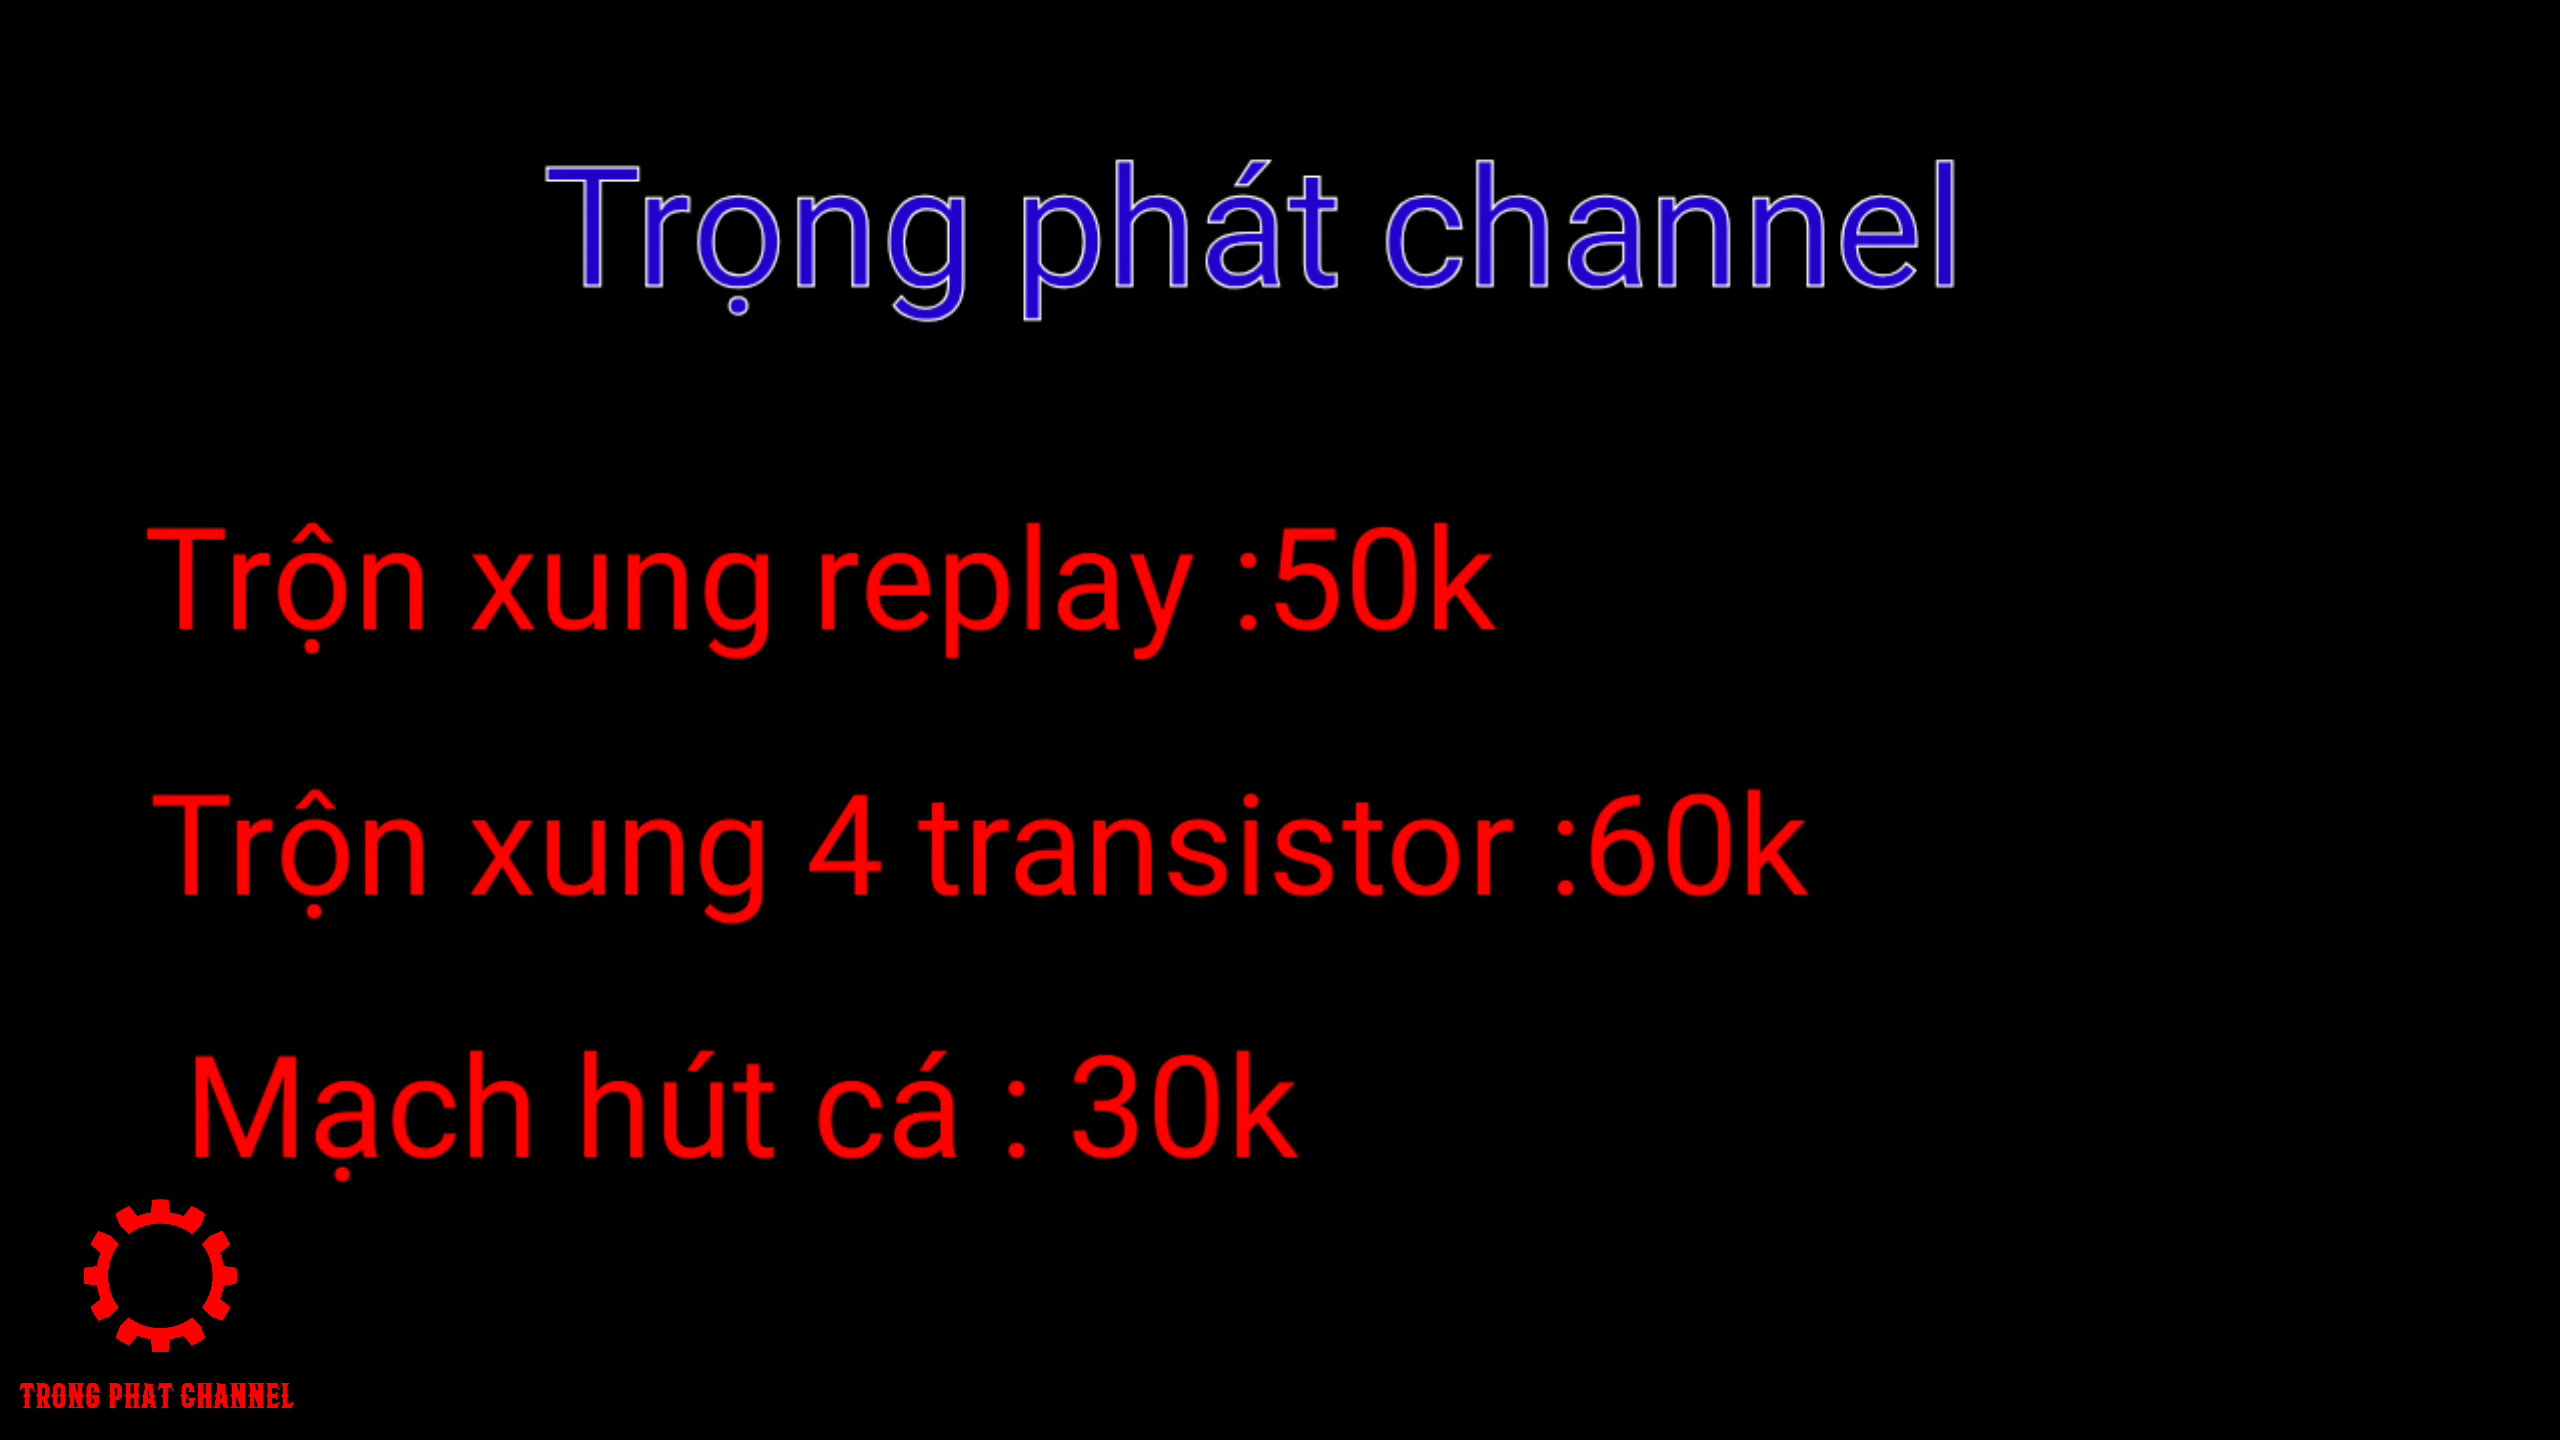 Trọng phát channel
Trộn xung replay :50k
Trộn xung 4 transistor :60k
Mạch hút cá : 30k
TRONG PHAT CHANNEL